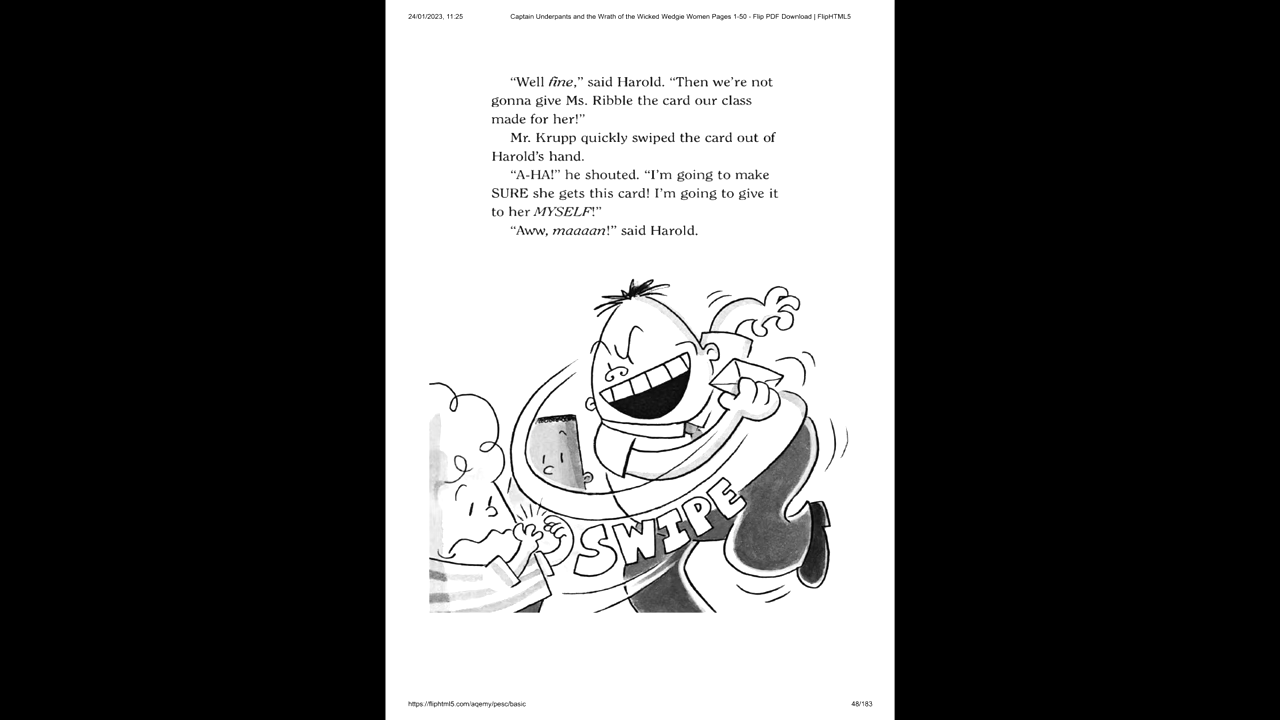 24/01/2023, 11:25 Captain Underpants and the Wrath of the Wicked Wedgie Women Pages 1-50 - Flip PDF Download | FlipHTML5
“Well fine,” said Harold. “Then we’re not
gonna give Ms. Ribble the card our class
made for her!”
Mr. Krupp quickly swiped the card out of
Harold’s hand.
“A-HA!” he shouted. “I’m going to make
SURE she gets this card! I’m going to give it
to her MYSELF!”
“Aww, maaaan!” said Harold.
SWIPE
https://fliphtml5.com/aqemy/pesc/basic 48/183